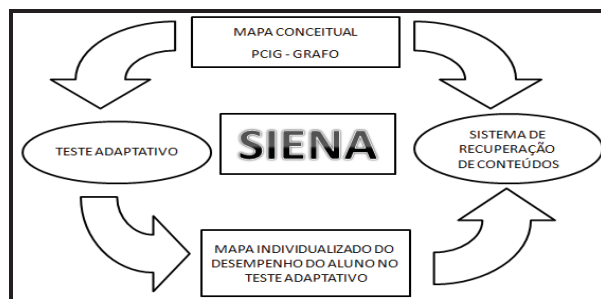 MAPA CONCEITUAL
PCIG - GRAFO
TESTE ADAPTATIVO
SIENA
SISTEMA DE
RECUPERAÇÃO
DE CONTEÚDOS
MAPA INDIVIDUALIZADO DO
DESEMPENHO DO ALUNO NO
TESTE ADAPTATIVO